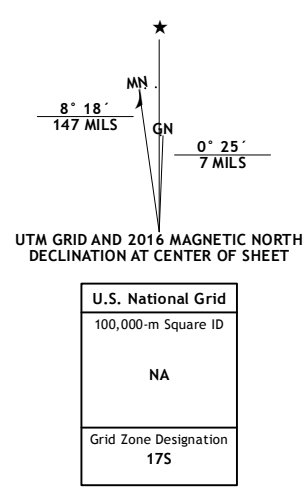 ★
MN
8° 18´
147 MILS
GN
0° 25´
7 MILS
UTM GRID AND 2016 MAGNETIC NORTH
DECLINATION AT CENTER OF SHEET
U.S. National Grid
100,000-m Square ID
NA
Grid Zone Designation
17S